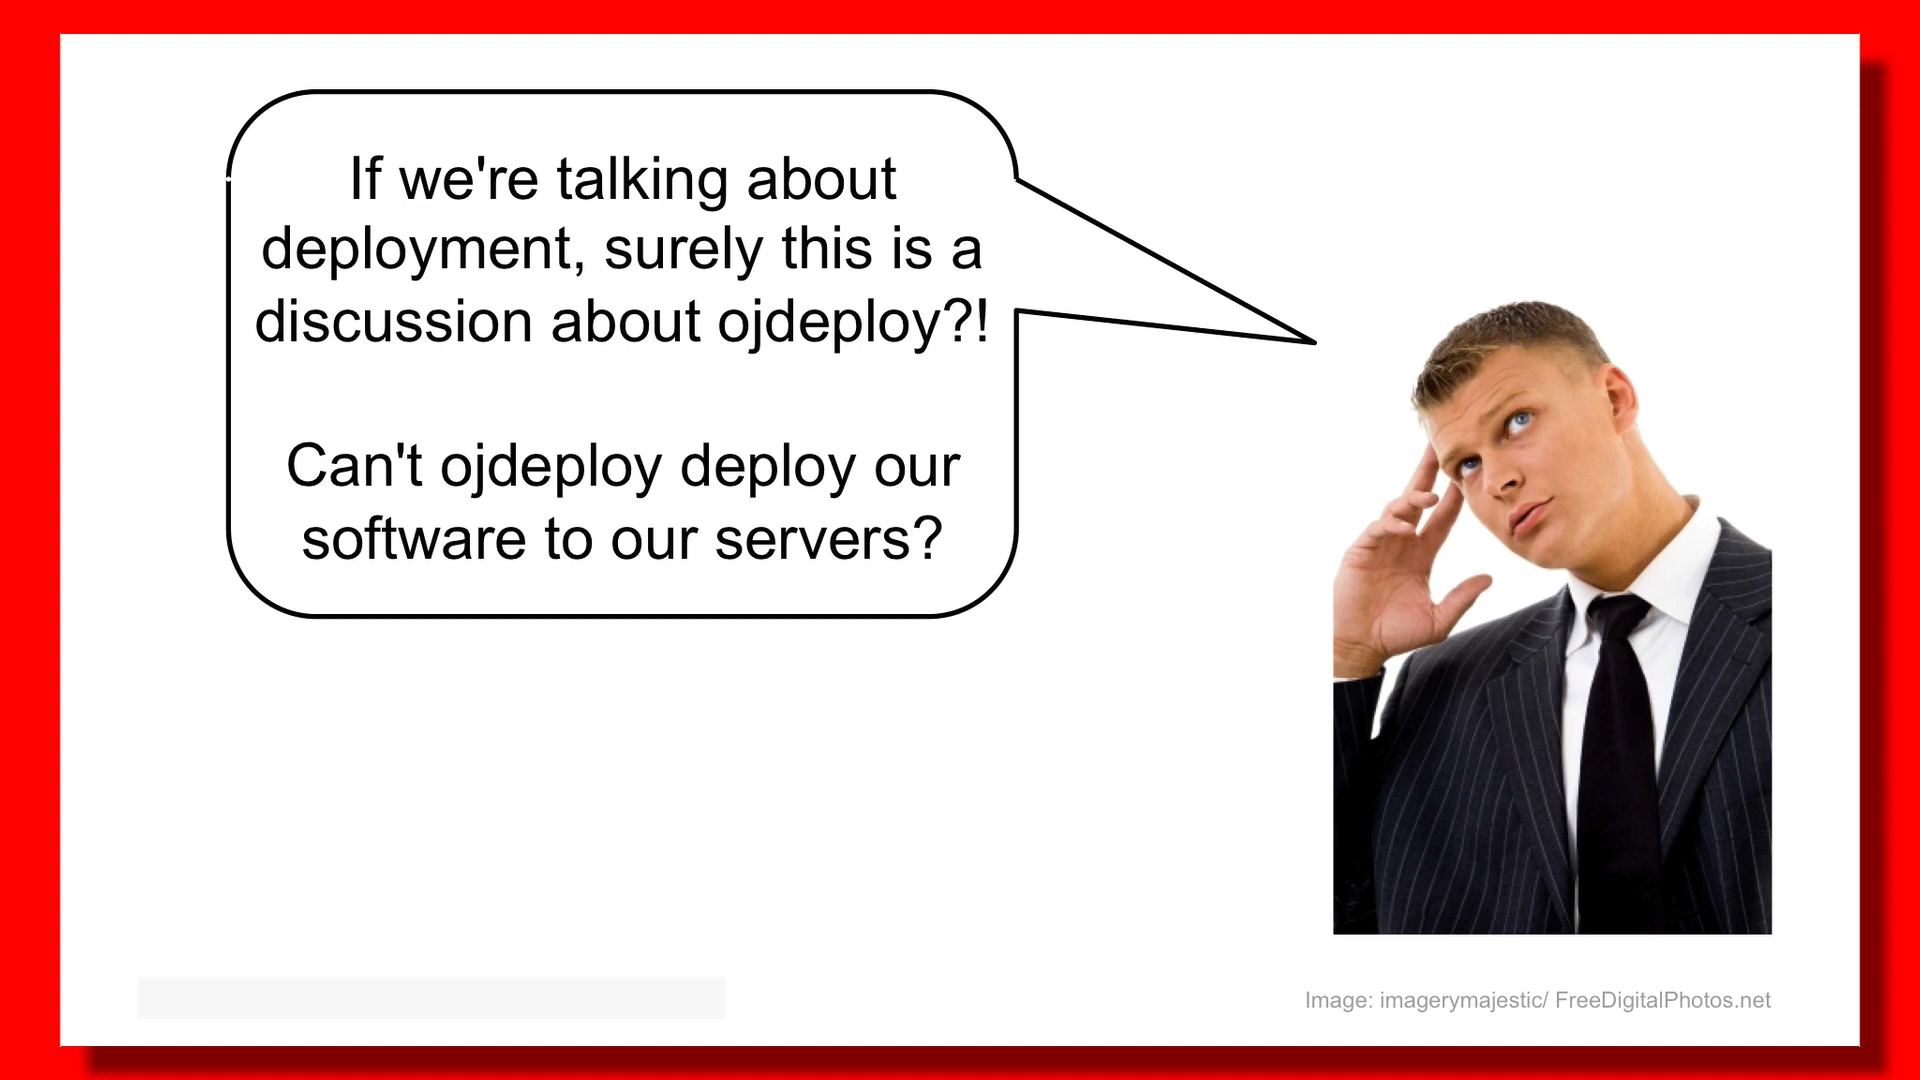 If we're talking about
deployment, surely this is a
discussion about ojdeploy?!
Can't ojdeploy deploy our
software to our servers?
Image: imagerymajestic/ FreeDigitalPhotos.net